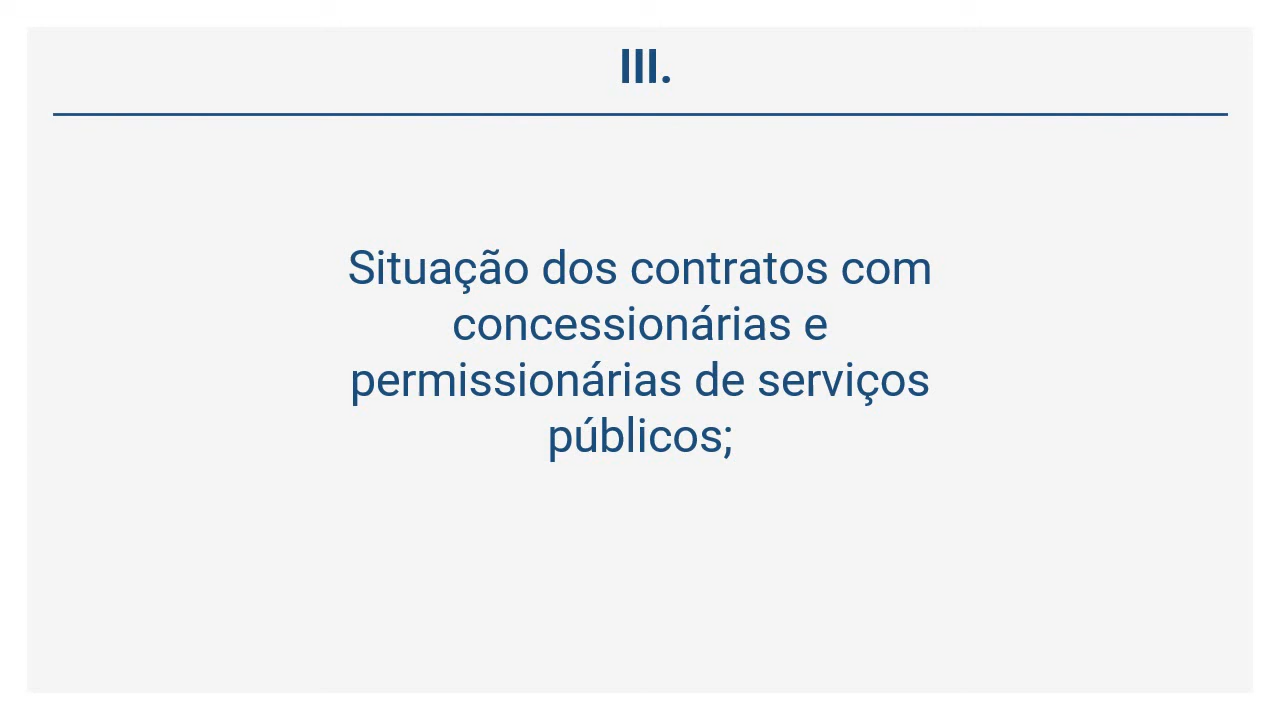 III.
Situação dos contratos com
concessionárias e
permissionárias de serviços
públicos;